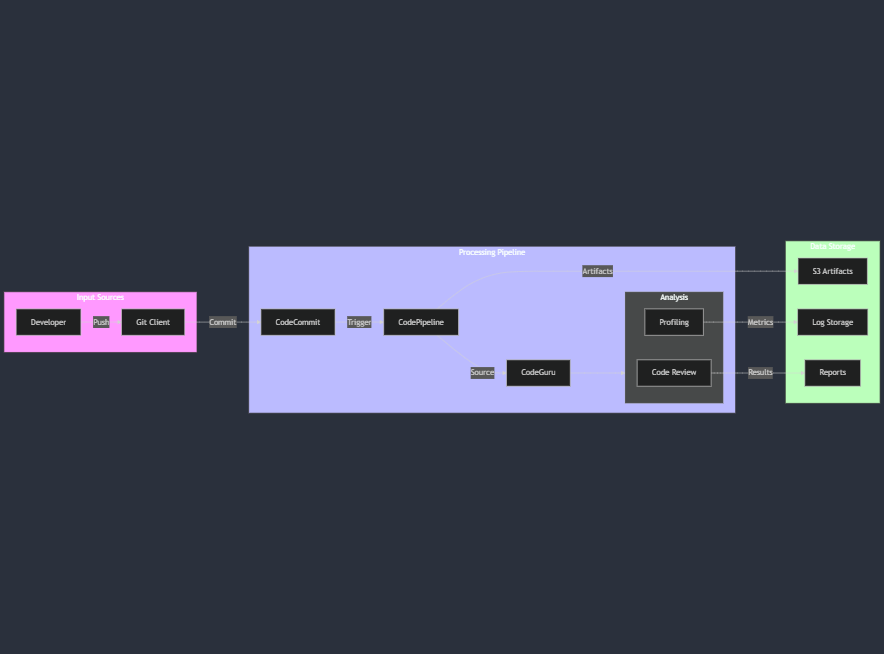 Input Sources
Developer
Push
Git Client
Commit
Processing Pipeline
CodeCommit
Trigger
CodePipeline
Artifacts
Source
CodeGuru
Analysis
Profiling
Code Review
Metrics
Results
Data Storage
S3 Artifacts
Log Storage
Reports